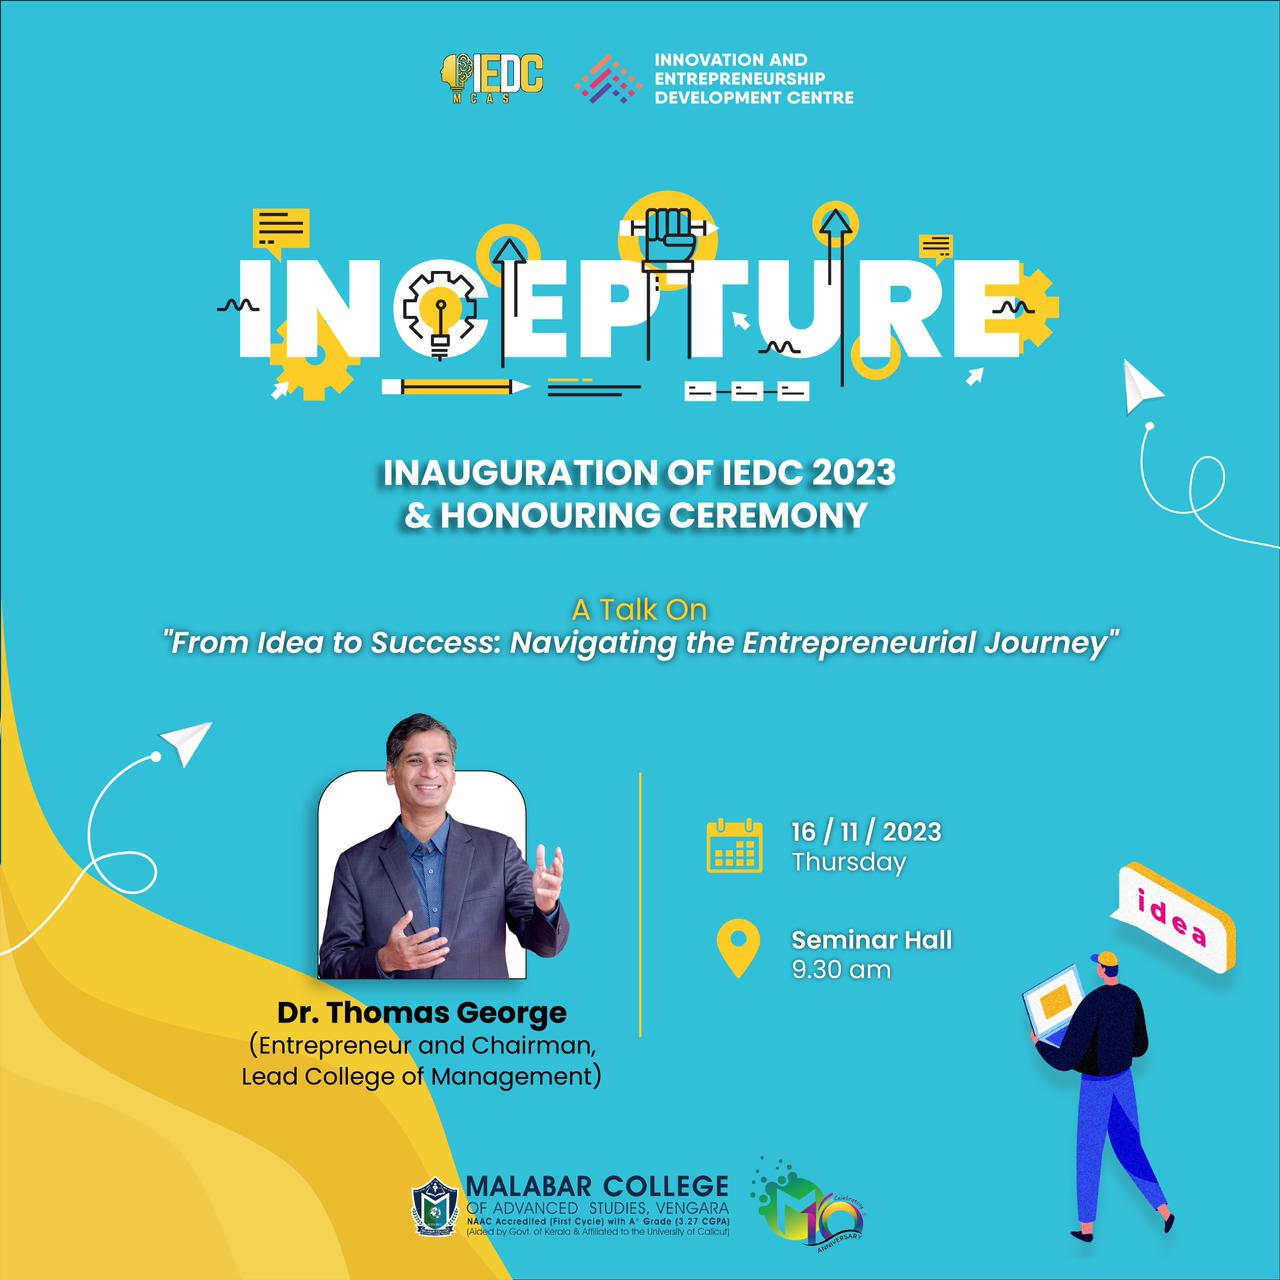 IEDC
MCAS
INNOVATION AND
ENTREPRENEURSHIP
DEVELOPMENT CENTRE
INCEPTURE
INAUGURATION OF IEDC 2023
& HONOURING CEREMONY
A Talk On
"From Idea to Success: Navigating the Entrepreneurial Journey"
16 / 11 / 2023
Thursday
Seminar Hall
9.30 am
idea
Dr. Thomas George
(Entrepreneur and Chairman,
Lead College of Management)
MALABAR COLLEGE
OF ADVANCED STUDIES, VENGARA
NAAC Accredited (First Cycle) with A⁺ Grade (3.27 CGPA)
(Aided by Govt. of Kerala & Affiliated to the University of Calicut)
M10
Celebrating
ANNIVERSARY